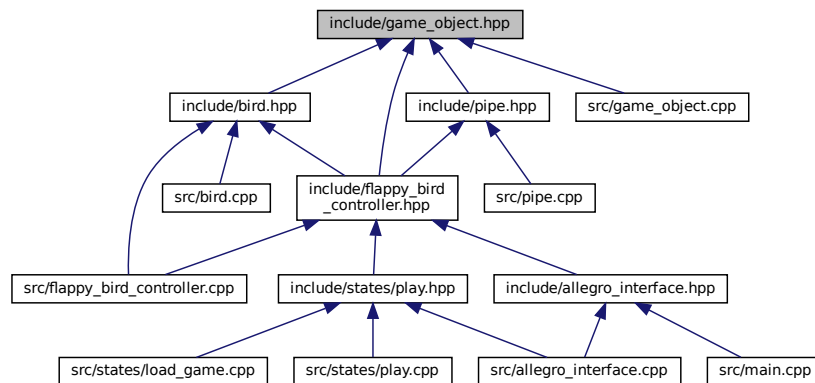 include/game_object.hpp
include/bird.hpp
include/pipe.hpp
src/game_object.cpp
src/bird.cpp
include/flappy_bird
_controller.hpp
src/pipe.cpp
src/flappy_bird_controller.cpp
include/states/play.hpp
include/allegro_interface.hpp
src/states/load_game.cpp
src/states/play.cpp
src/allegro_interface.cpp
src/main.cpp